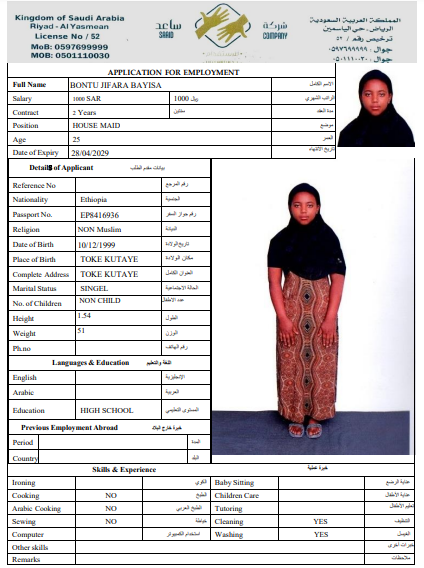 Kingdom of Saudi Arabia
Riyad - Al Yasmean
License No / 52
MoB: 0597699999
MOB: 0501110030
ساعد
SAAID
شركة
المملكة العربية السعودية
الرياض - حي الياسمين
ترخيص رقم / ٥٢
جوال : ٠٥٩٧٦٩٩٩٩٩
جوال : ٠٥٠١١١٠٠٣٠
APPLICATION FOR EMPLOYMENT
Full Name BONTU JIFARA BAYISA الاسم الكامل
Salary 1000 SAR 1000 ريال الراتب الشهري
Contract 2 Years سنتين مدة العقد
Position HOUSE MAID
Age 25 العمر
Date of Expiry 28/04/2029 تاريخ الانتهاء
Details of Applicant بيانات مقدم الطلب
Reference No رقم المرجع
Nationality Ethiopia الجنسية
Passport No. EP8416936 رقم جواز السفر
Religion NON Muslim الديانة
Date of Birth 10/12/1999 تاريخ الولادة
Place of Birth TOKE KUTAYE مكان الولادة
Complete Address TOKE KUTAYE العنوان الكامل
Marital Status SINGEL الحالة الاجتماعية
No. of Children NON CHILD عدد الاطفال
Height 1.54 الطول
Weight 51 الوزن
Ph.no رقم الهاتف
Languages & Education اللغة والتعليم
English الإنجليزية
Arabic العربية
Education HIGH SCHOOL المستوى التعليمي
Previous Employment Abroad خبرة خارج البلاد
Period المدة
Country البلد
Skills & Experience خبرة عملية
Ironing الكوي Baby Sitting عناية الرضع
Cooking NO الطبخ Children Care عناية الأطفال
Arabic Cooking NO الطبخ العربي Tutoring تعليم الأطفال
Sewing NO خياطة Cleaning YES التنظيف
Computer استخدام الكمبيوتر Washing YES الغسيل
Other skills خبرات أخرى
Remarks ملاحظات